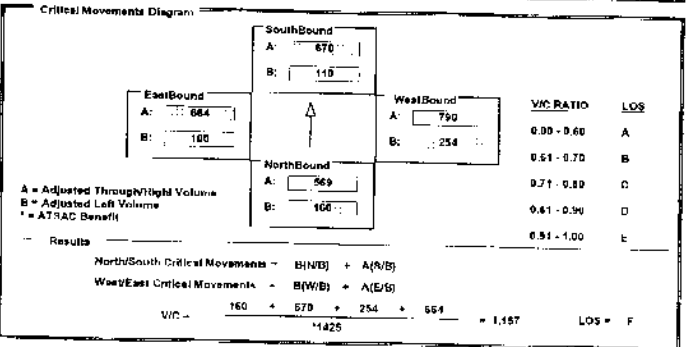 Critical Movements Diagram
SouthBound
A: 670
B: 110
EastBound
A: 664
B: 100
WestBound
A: 790
B: 254
NorthBound
A: 569
B: 160
V/C RATIO LOS
0.00 - 0.60 A
0.61 - 0.70 B
0.71 - 0.80 C
0.81 - 0.90 D
0.91 - 1.00 E
A = Adjusted Through/Right Volume
B = Adjusted Left Volume
* = ATSAC Benefit
Results
North/South Critical Movements = B(N/B) + A(S/B)
West/East Critical Movements = B(W/B) + A(E/B)
V/C = 160 + 670 + 254 + 664 = 1.157 LOS = F
*1425